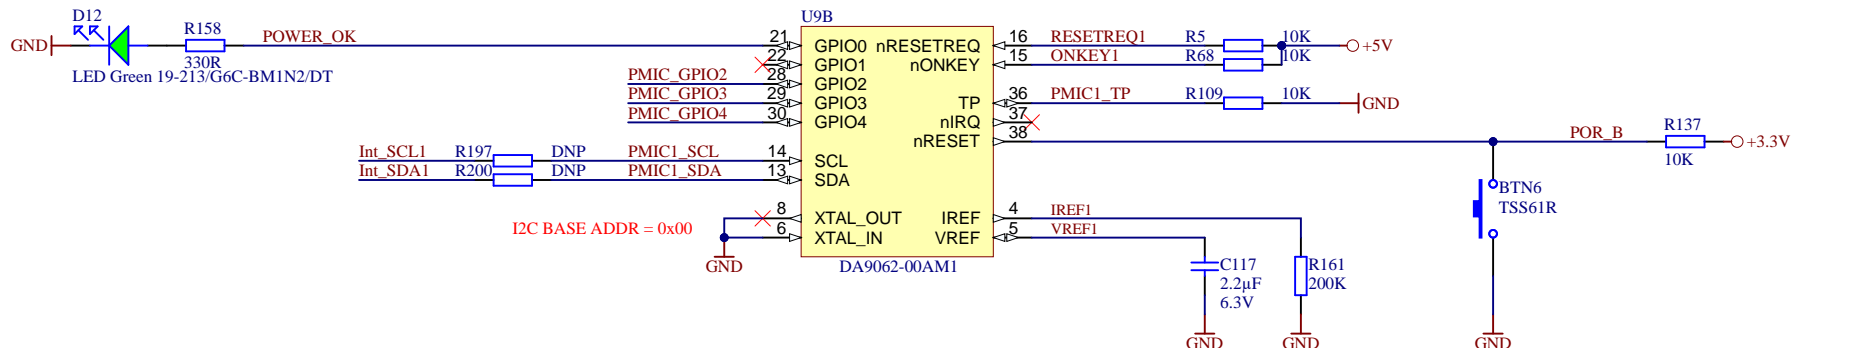 D12
GND
R158
330R
LED Green 19-213/G6C-BM1N2/DT
POWER_OK
PMIC_GPIO2
PMIC_GPIO3
PMIC_GPIO4
Int_SCL1 R197 DNP PMIC1_SCL
Int_SDA1 R200 DNP PMIC1_SDA
I2C BASE ADDR = 0x00
GND
U9B
21 GPIO0 nRESETREQ 16
22 GPIO1 nONKEY 15
28 GPIO2
29 GPIO3 TP 36
30 GPIO4 nIRQ 37
nRESET 38
14 SCL
13 SDA
8 XTAL_OUT IREF 4
6 XTAL_IN VREF 5
DA9062-00AM1
RESETREQ1 R5 10K +5V
ONKEY1 R68 10K
PMIC1_TP R109 10K GND
POR_B R137 10K +3.3V
BTN6
TSS61R
IREF1
VREF1
C117
2.2µF
6.3V
R161
200K
GND
GND
GND